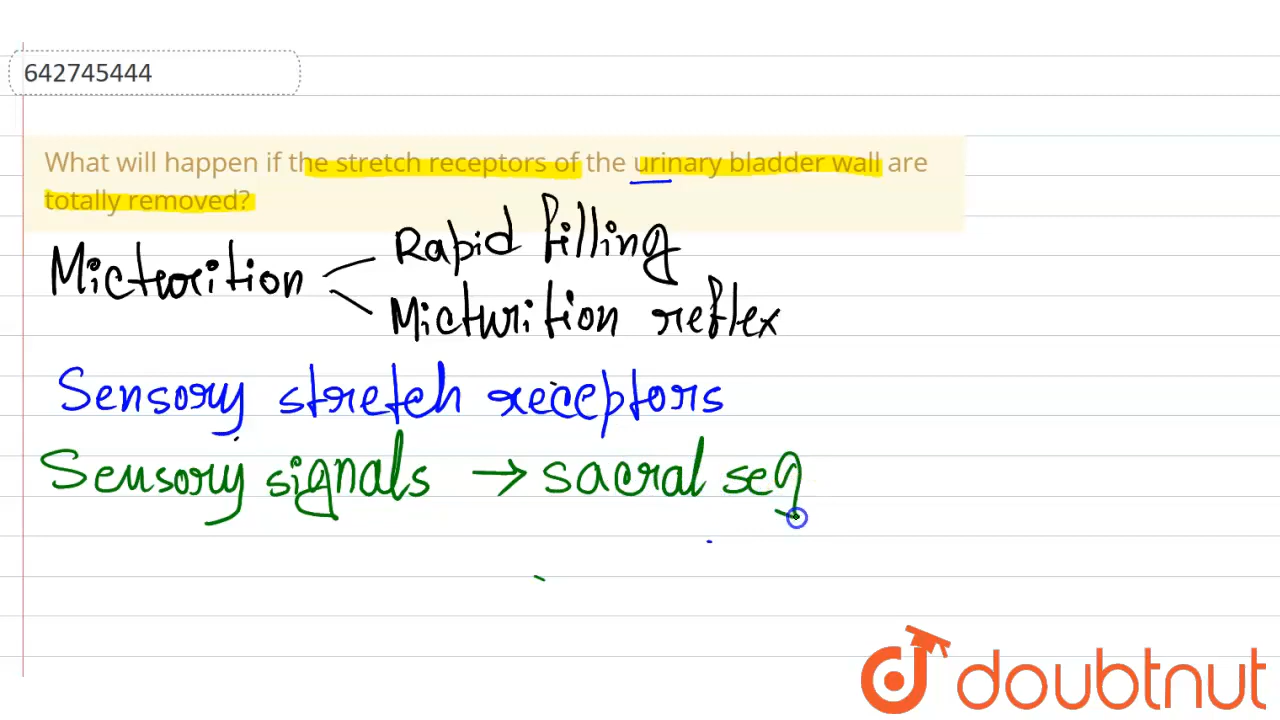 642745444
What will happen if the stretch receptors of the urinary bladder wall are
totally removed?
Micturition
Rapid filling
Micturition reflex
Sensory stretch receptors
Sensory signals → sacral seg
doubtnut